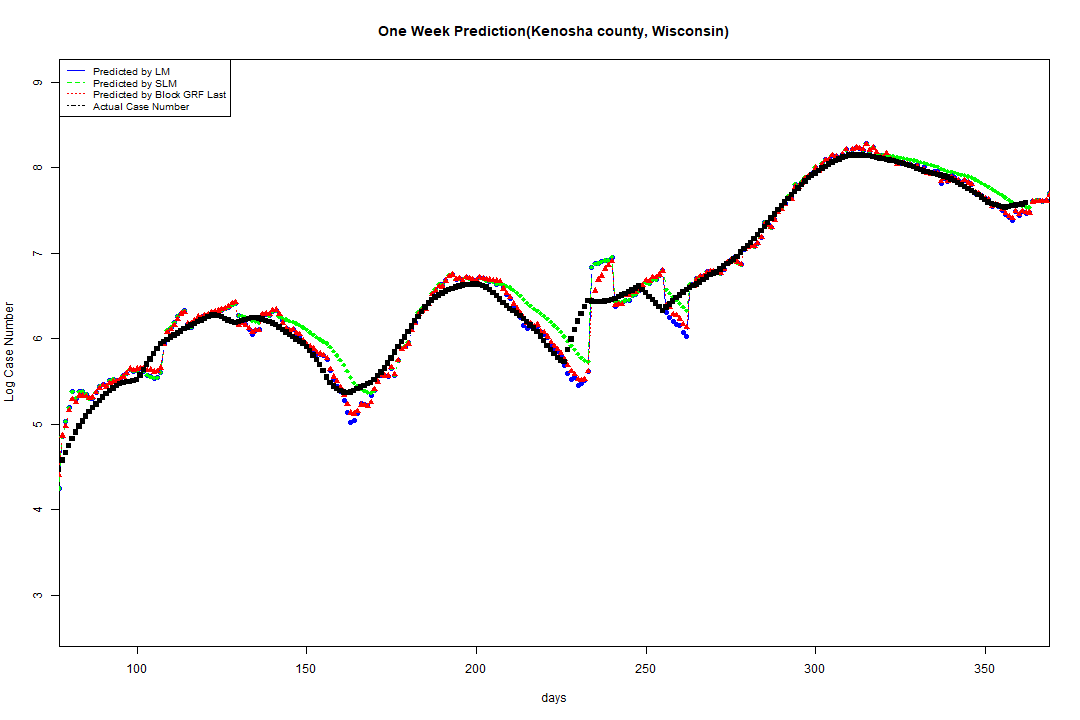 One Week Prediction(Kenosha county, Wisconsin)
Predicted by LM
Predicted by SLM
Predicted by Block GRF Last
Actual Case Number
9
8
7
6
5
4
3
Log Case Number
100 150 200 250 300 350
days